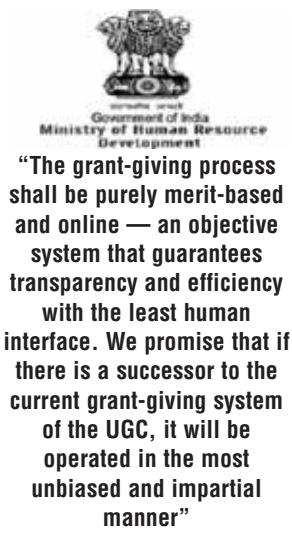 Government of India
Ministry of Human Resource
Development
“The grant-giving process
shall be purely merit-based
and online — an objective
system that guarantees
transparency and efficiency
with the least human
interface. We promise that if
there is a successor to the
current grant-giving system
of the UGC, it will be
operated in the most
unbiased and impartial
manner”